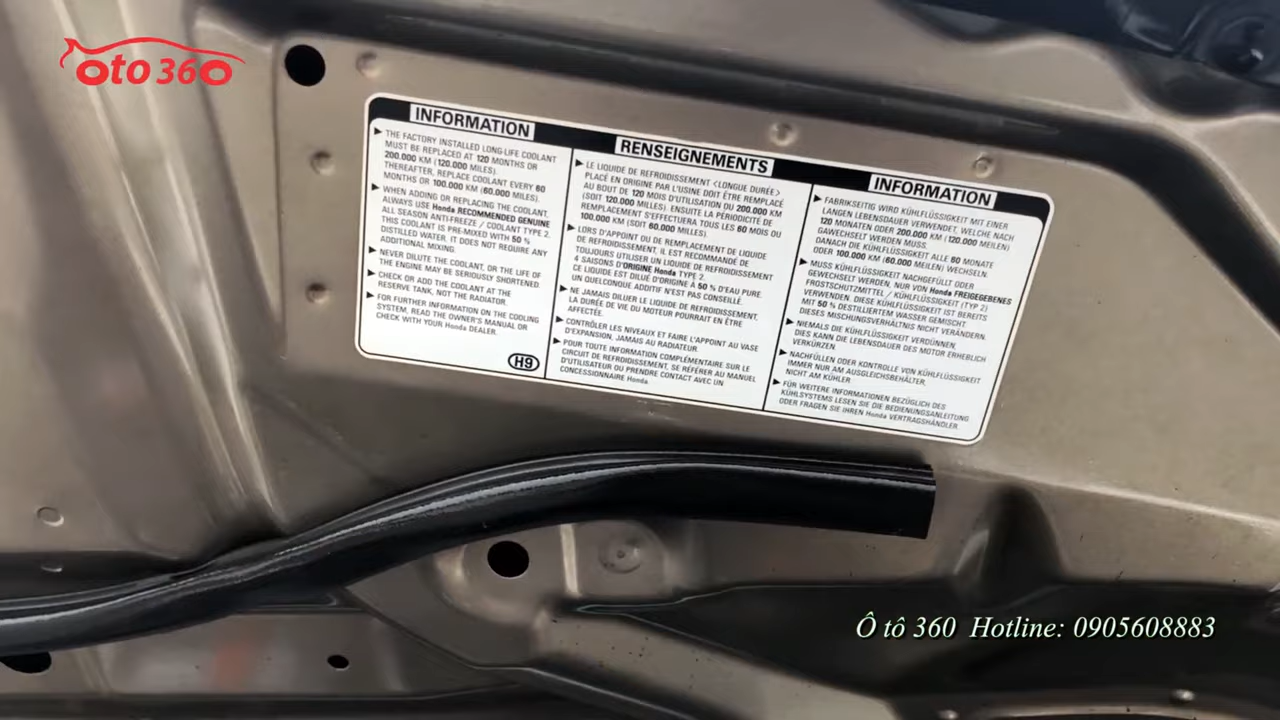 OTO 360
INFORMATION
THE FACTORY INSTALLED LONG-LIFE COOLANT
MUST BE REPLACED AT 120 MONTHS OR
200.000 KM (120.000 MILES).
THEREAFTER, REPLACE COOLANT EVERY 60
MONTHS OR 100.000 KM (60.000 MILES).
WHEN ADDING OR REPLACING THE COOLANT,
ALWAYS USE Honda RECOMMENDED GENUINE
ALL SEASON ANTI-FREEZE / COOLANT TYPE 2.
THIS COOLANT IS PRE-MIXED WITH 50 %
DISTILLED WATER. IT DOES NOT REQUIRE ANY
ADDITIONAL MIXING.
NEVER DILUTE THE COOLANT, OR THE LIFE OF
THE ENGINE MAY BE SERIOUSLY SHORTENED.
CHECK OR ADD THE COOLANT AT THE
RESERVE TANK, NOT THE RADIATOR.
FOR FURTHER INFORMATION ON THE COOLING
SYSTEM, READ THE OWNER'S MANUAL OR
CHECK WITH YOUR Honda DEALER.
H9
RENSEIGNEMENTS
LE LIQUIDE DE REFROIDISSEMENT <LONGUE DURÉE>
PLACÉ EN ORIGINE PAR L'USINE DOIT ÊTRE REMPLACÉ
AU BOUT DE 120 MOIS D'UTILISATION OU 200.000 KM
(SOIT 120.000 MILLES). ENSUITE LA PÉRIODICITÉ DE
REMPLACEMENT S'EFFECTUERA TOUS LES 60 MOIS OU
100.000 KM (SOIT 60.000 MILLES).
LORS D'APPOINT OU DE REMPLACEMENT DE LIQUIDE
DE REFROIDISSEMENT, IL EST RECOMMANDÉ DE
TOUJOURS UTILISER UN LIQUIDE DE REFROIDISSEMENT
4 SAISONS D'ORIGINE Honda TYPE 2.
CE LIQUIDE EST DILUÉ D'ORIGINE À 50 % D'EAU PURE.
UN QUELCONQUE ADDITIF N'EST PAS CONSEILLÉ.
NE JAMAIS DILUER LE LIQUIDE DE REFROIDISSEMENT,
LA DURÉE DE VIE DU MOTEUR POURRAIT EN ÊTRE
AFFECTÉE.
CONTRÔLER LES NIVEAUX ET FAIRE L'APPOINT AU VASE
D'EXPANSION, JAMAIS AU RADIATEUR.
POUR TOUTE INFORMATION COMPLÉMENTAIRE SUR LE
CIRCUIT DE REFROIDISSEMENT, SE RÉFÉRER AU MANUEL
D'UTILISATEUR OU PRENDRE CONTACT AVEC UN
CONCESSIONNAIRE Honda
INFORMATION
FABRIKSEITIG WIRD KÜHLFLÜSSIGKEIT MIT EINER
LANGEN LEBENSDAUER VERWENDET, WELCHE NACH
120 MONATEN ODER 200.000 KM (120.000 MEILEN)
GAWECHSELT WERDEN MUSS.
DANACH DIE KÜHLFLÜSSIGKEIT ALLE 60 MONATE
ODER 100.000 KM (60.000 MEILEN) WECHSELN.
MUSS KÜHLFLÜSSIGKEIT NACHGEFÜLLT ODER
GEWECHSELT WERDEN, NUR VON Honda FREIGEGEBENES
FROSTSCHUTZMITTEL / KÜHLFLÜSSIGKEIT (TYP 2)
VERWENDEN. DIESE KÜHLFLÜSSIGKEIT IST BEREITS
MIT 50 % DESTILLIERTEM WASSER GEMISCHT.
DIESES MISCHUNGSVERHÄLTNIS NICHT VERÄNDERN.
NIEMALS DIE KÜHLFLÜSSIGKEIT VERDÜNNEN,
DIES KANN DIE LEBENSDAUER DES MOTOR ERHEBLICH
VERKÜRZEN.
NACHFÜLLEN ODER KONTROLLE VON KÜHLFLÜSSIGKEIT
IMMER NUR AM AUSGLEICHSBEHÄLTER,
NICHT AM KÜHLER.
FÜR WEITERE INFORMATIONEN BEZÜGLICH DES
KÜHLSYSTEMS LESEN SIE DIE BEDIENUNGSANLEITUNG
ODER FRAGEN SIE IHREN Honda VERTRAGSHÄNDLER.
Ô tô 360 Hotline: 0905608883